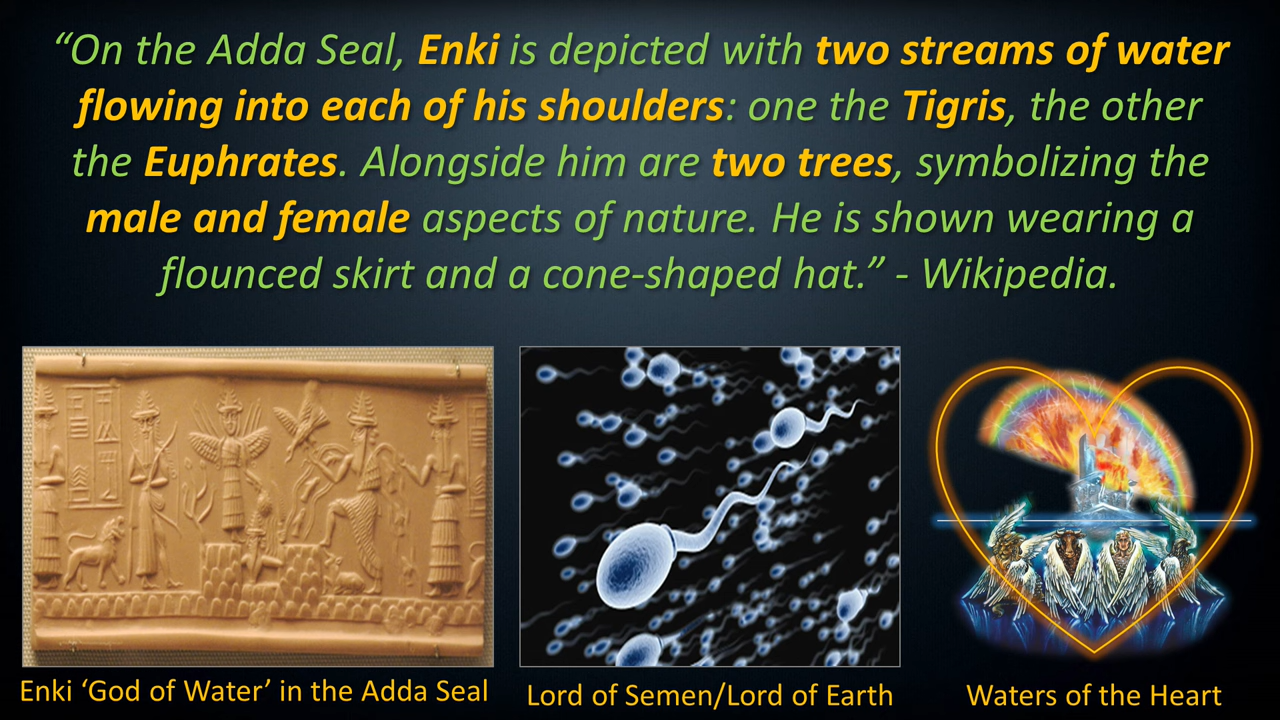 “On the Adda Seal, Enki is depicted with two streams of water
flowing into each of his shoulders: one the Tigris, the other
the Euphrates. Alongside him are two trees, symbolizing the
male and female aspects of nature. He is shown wearing a
flounced skirt and a cone-shaped hat.” - Wikipedia.
Enki ‘God of Water’ in the Adda Seal
Lord of Semen/Lord of Earth
Waters of the Heart